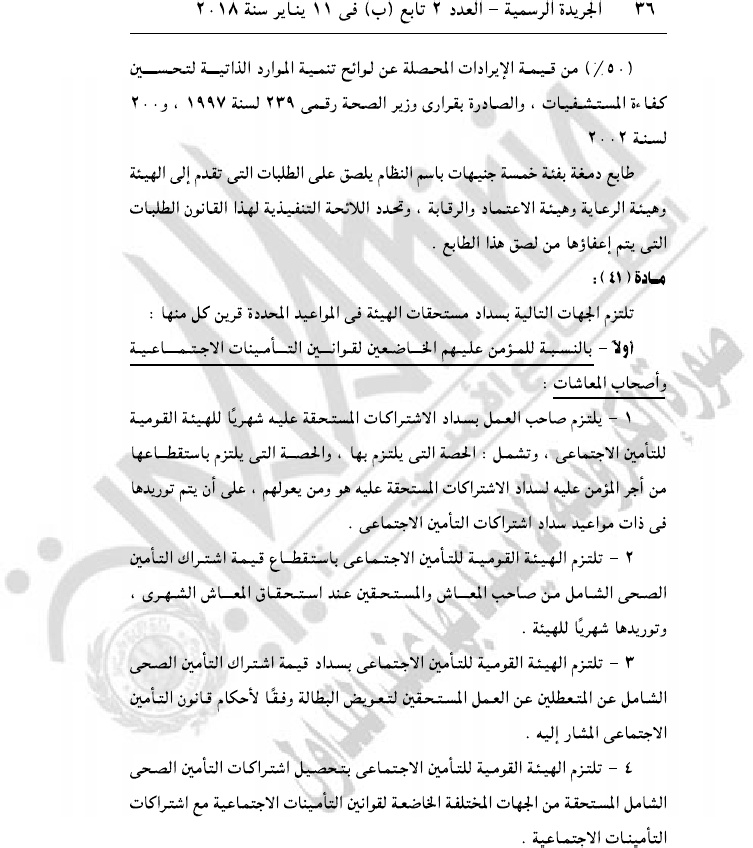 ٣٦ الجريدة الرسمية – العدد ٢ تابع (ب) فى ١١ يناير سنة ٢٠١٨
(٥٠٪) من قيمة الإيرادات المحصلة عن لوائح تنمية الموارد الذاتية لتحسين
كفاءة المستشفيات ، والصادرة بقرارى وزير الصحة رقمى ٢٣٩ لسنة ١٩٩٧ ، و٢٠٠
لسنة ٢٠٠٢
طابع دمغة بفئة خمسة جنيهات باسم النظام يلصق على الطلبات التى تقدم إلى الهيئة
وهيئة الرعاية وهيئة الاعتماد والرقابة ، وتحدد اللائحة التنفيذية لهذا القانون الطلبات
التى يتم إعفاؤها من لصق هذا الطابع .
مادة (٤١) :
تلتزم الجهات التالية بسداد مستحقات الهيئة فى المواعيد المحددة قرين كل منها :
أولا – بالنسبة للمؤمن عليهم الخاضعين لقوانين التأمينات الاجتماعية
وأصحاب المعاشات :
١ – يلتزم صاحب العمل بسداد الاشتراكات المستحقة عليه شهريًا للهيئة القومية
للتأمين الاجتماعى ، وتشمل : الحصة التى يلتزم بها ، والحصة التى يلتزم باستقطاعها
من أجر المؤمن عليه لسداد الاشتراكات المستحقة عليه هو ومن يعولهم ، على أن يتم توريدها
فى ذات مواعيد سداد اشتراكات التأمين الاجتماعى .
٢ – تلتزم الهيئة القومية للتأمين الاجتماعى باستقطاع قيمة اشتراك التأمين
الصحى الشامل من صاحب المعاش والمستحقين عند استحقاق المعاش الشهرى ،
وتوريدها شهريًا للهيئة .
٣ – تلتزم الهيئة القومية للتأمين الاجتماعى بسداد قيمة اشتراك التأمين الصحى
الشامل عن المتعطلين عن العمل المستحقين لتعويض البطالة وفقًا لأحكام قانون التأمين
الاجتماعى المشار إليه .
٤ – تلتزم الهيئة القومية للتأمين الاجتماعى بتحصيل اشتراكات التأمين الصحى
الشامل المستحقة من الجهات المختلفة الخاضعة لقوانين التأمينات الاجتماعية مع اشتراكات
التأمينات الاجتماعية .